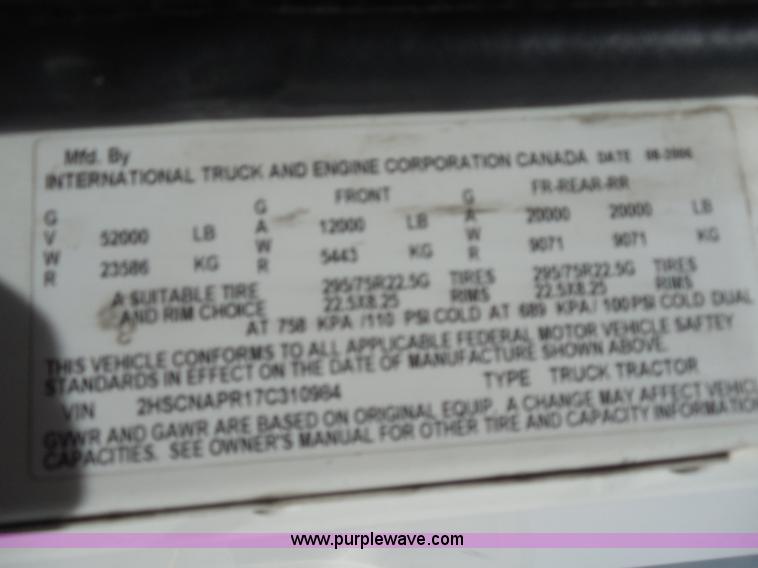 Mfd. By
INTERNATIONAL TRUCK AND ENGINE CORPORATION CANADA DATE 08-2006
G V W R 52000 LB 23586 KG
G A W R FRONT 12000 LB 5443 KG
G A W R FR-REAR-RR 20000 20000 LB 9071 9071 KG
A SUITABLE TIRE 295/75R22.5G TIRES 295/75R22.5G TIRES
AND RIM CHOICE 22.5X8.25 RIMS 22.5X8.25 RIMS
AT 758 KPA /110 PSI COLD AT 689 KPA/ 100 PSI COLD DUAL
THIS VEHICLE CONFORMS TO ALL APPLICABLE FEDERAL MOTOR VEHICLE SAFTEY
STANDARDS IN EFFECT ON THE DATE OF MANUFACTURE SHOWN ABOVE.
VIN 2HSCNAPR17C310964 TYPE TRUCK TRACTOR
GVWR AND GAWR ARE BASED ON ORIGINAL EQUIP. A CHANGE MAY AFFECT VEHICL
CAPACITIES. SEE OWNER'S MANUAL FOR OTHER TIRE AND CAPACITY INFORMATION
www.purplewave.com